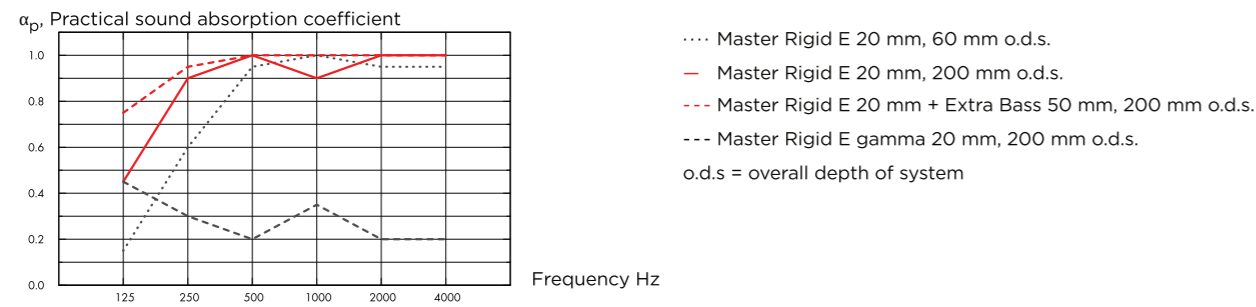 αp, Practical sound absorption coefficient
1.0
0.8
0.6
0.4
0.2
0.0
125 250 500 1000 2000 4000
Frequency Hz
Master Rigid E 20 mm, 60 mm o.d.s.
Master Rigid E 20 mm, 200 mm o.d.s.
Master Rigid E 20 mm + Extra Bass 50 mm, 200 mm o.d.s.
Master Rigid E gamma 20 mm, 200 mm o.d.s.
o.d.s = overall depth of system